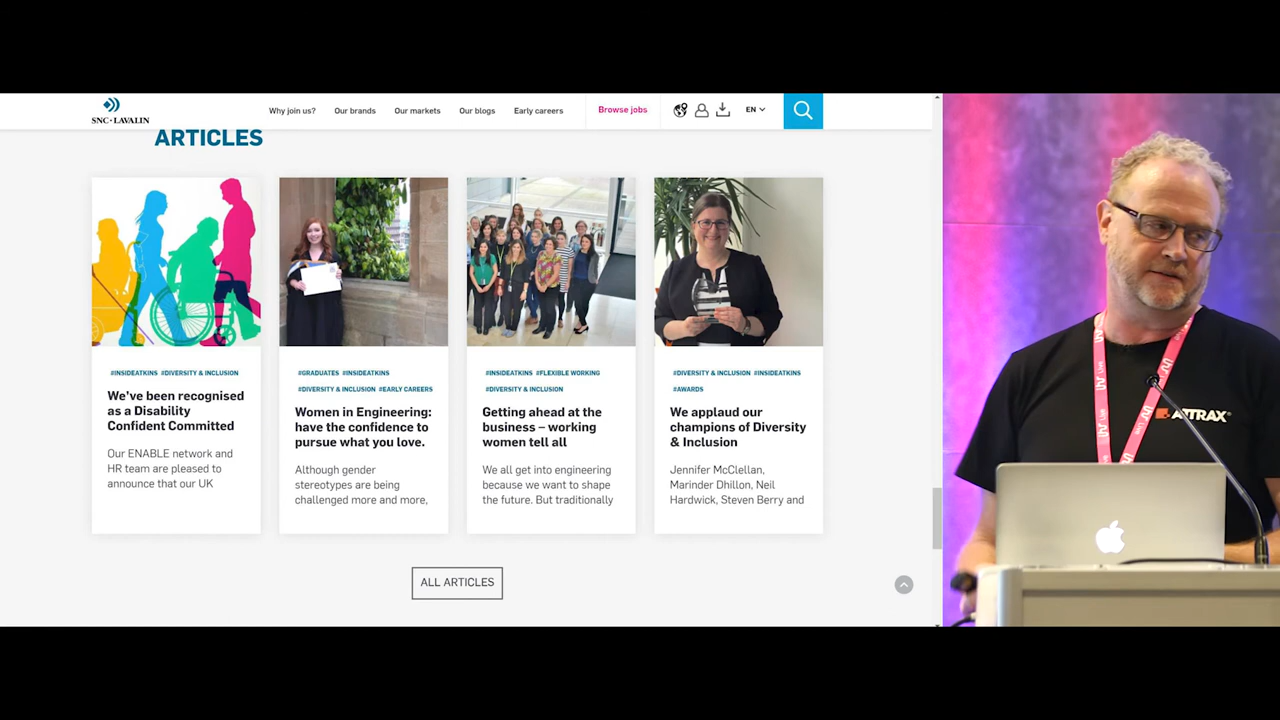 SNC·LAVALIN
Why join us?
Our brands
Our markets
Our blogs
Early careers
Browse jobs
EN
ARTICLES
#INSIDEATKINS #DIVERSITY & INCLUSION
We've been recognised
as a Disability
Confident Committed
Our ENABLE network and
HR team are pleased to
announce that our UK
#GRADUATES #INSIDEATKINS
#DIVERSITY & INCLUSION #EARLY CAREERS
Women in Engineering:
have the confidence to
pursue what you love.
Although gender
stereotypes are being
challenged more and more,
#INSIDEATKINS #FLEXIBLE WORKING
#DIVERSITY & INCLUSION
Getting ahead at the
business – working
women tell all
We all get into engineering
because we want to shape
the future. But traditionally
#DIVERSITY & INCLUSION #INSIDEATKINS
#AWARDS
We applaud our
champions of Diversity
& Inclusion
Jennifer McClellan,
Marinder Dhillon, Neil
Hardwick, Steven Berry and
ALL ARTICLES
ATTRAX®